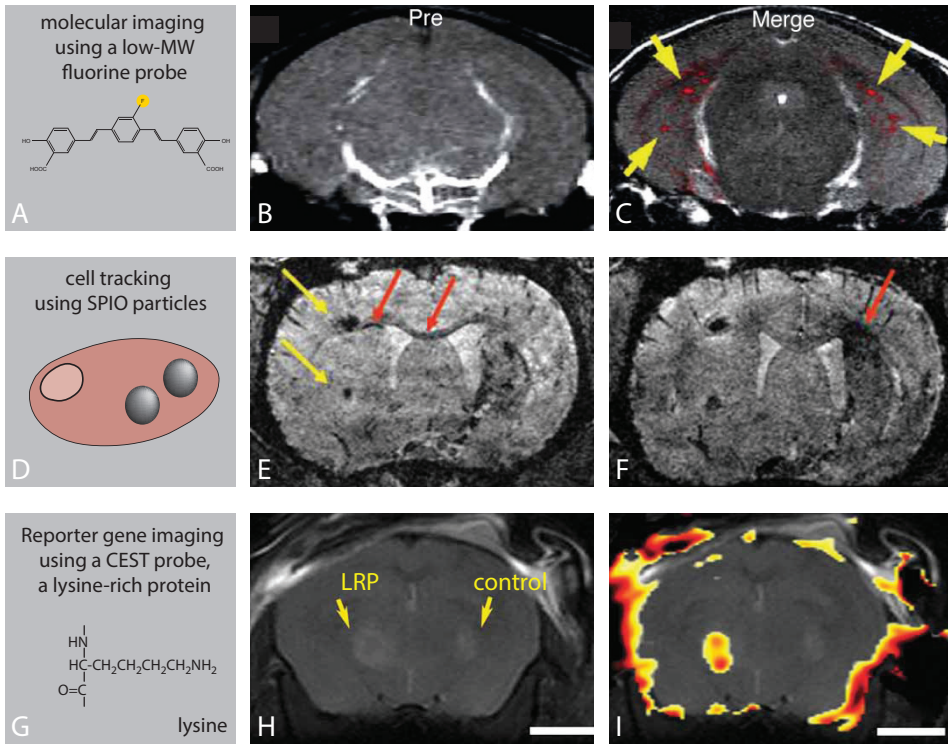 molecular imaging
using a low-MW
fluorine probe
F
HO
OH
HOOC
COOH
A
Pre
B
Merge
C
cell tracking
using SPIO particles
D
E
F
Reporter gene imaging
using a CEST probe,
a lysine-rich protein
HN
HC-CH₂CH₂CH₂CH₂NH₂
O=C
lysine
G
LRP
control
H
I